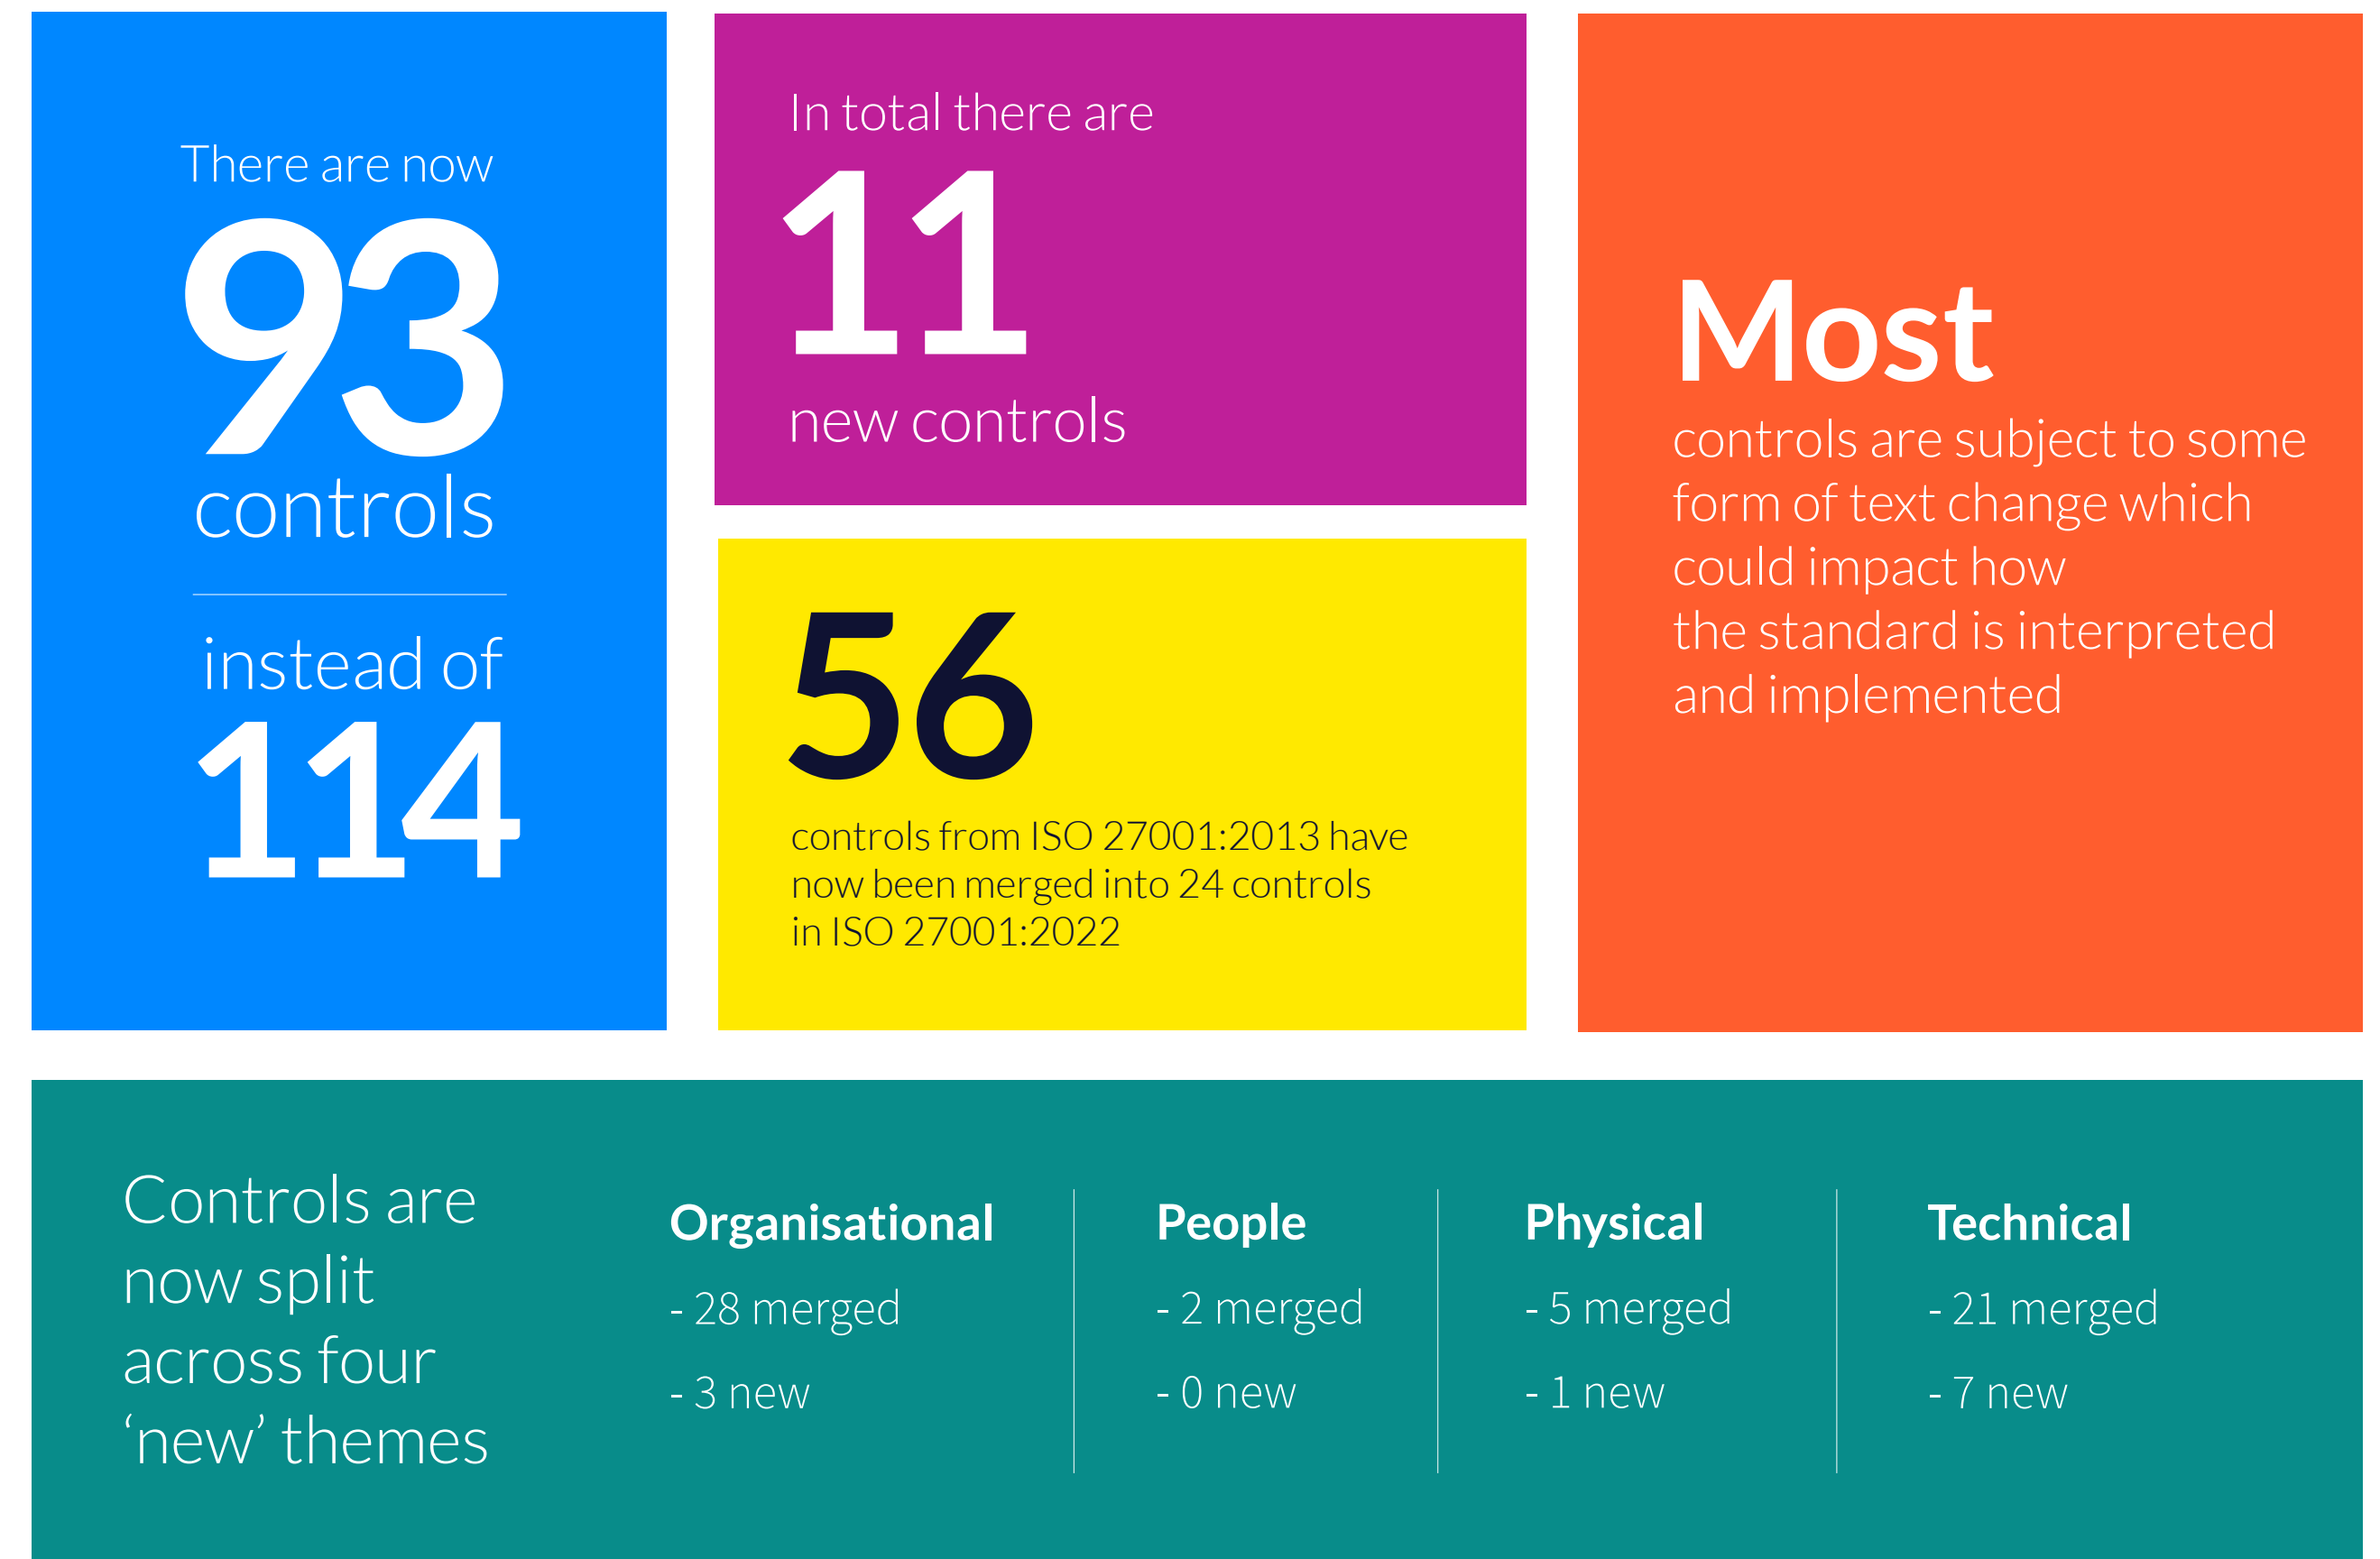 There are now
93
controls
instead of
114
In total there are
11
new controls
56
controls from ISO 27001:2013 have
now been merged into 24 controls
in ISO 27001:2022
Most
controls are subject to some
form of text change which
could impact how
the standard is interpreted
and implemented
Controls are
now split
across four
‘new’ themes
Organisational
- 28 merged
- 3 new
People
- 2 merged
- 0 new
Physical
- 5 merged
- 1 new
Technical
- 21 merged
- 7 new